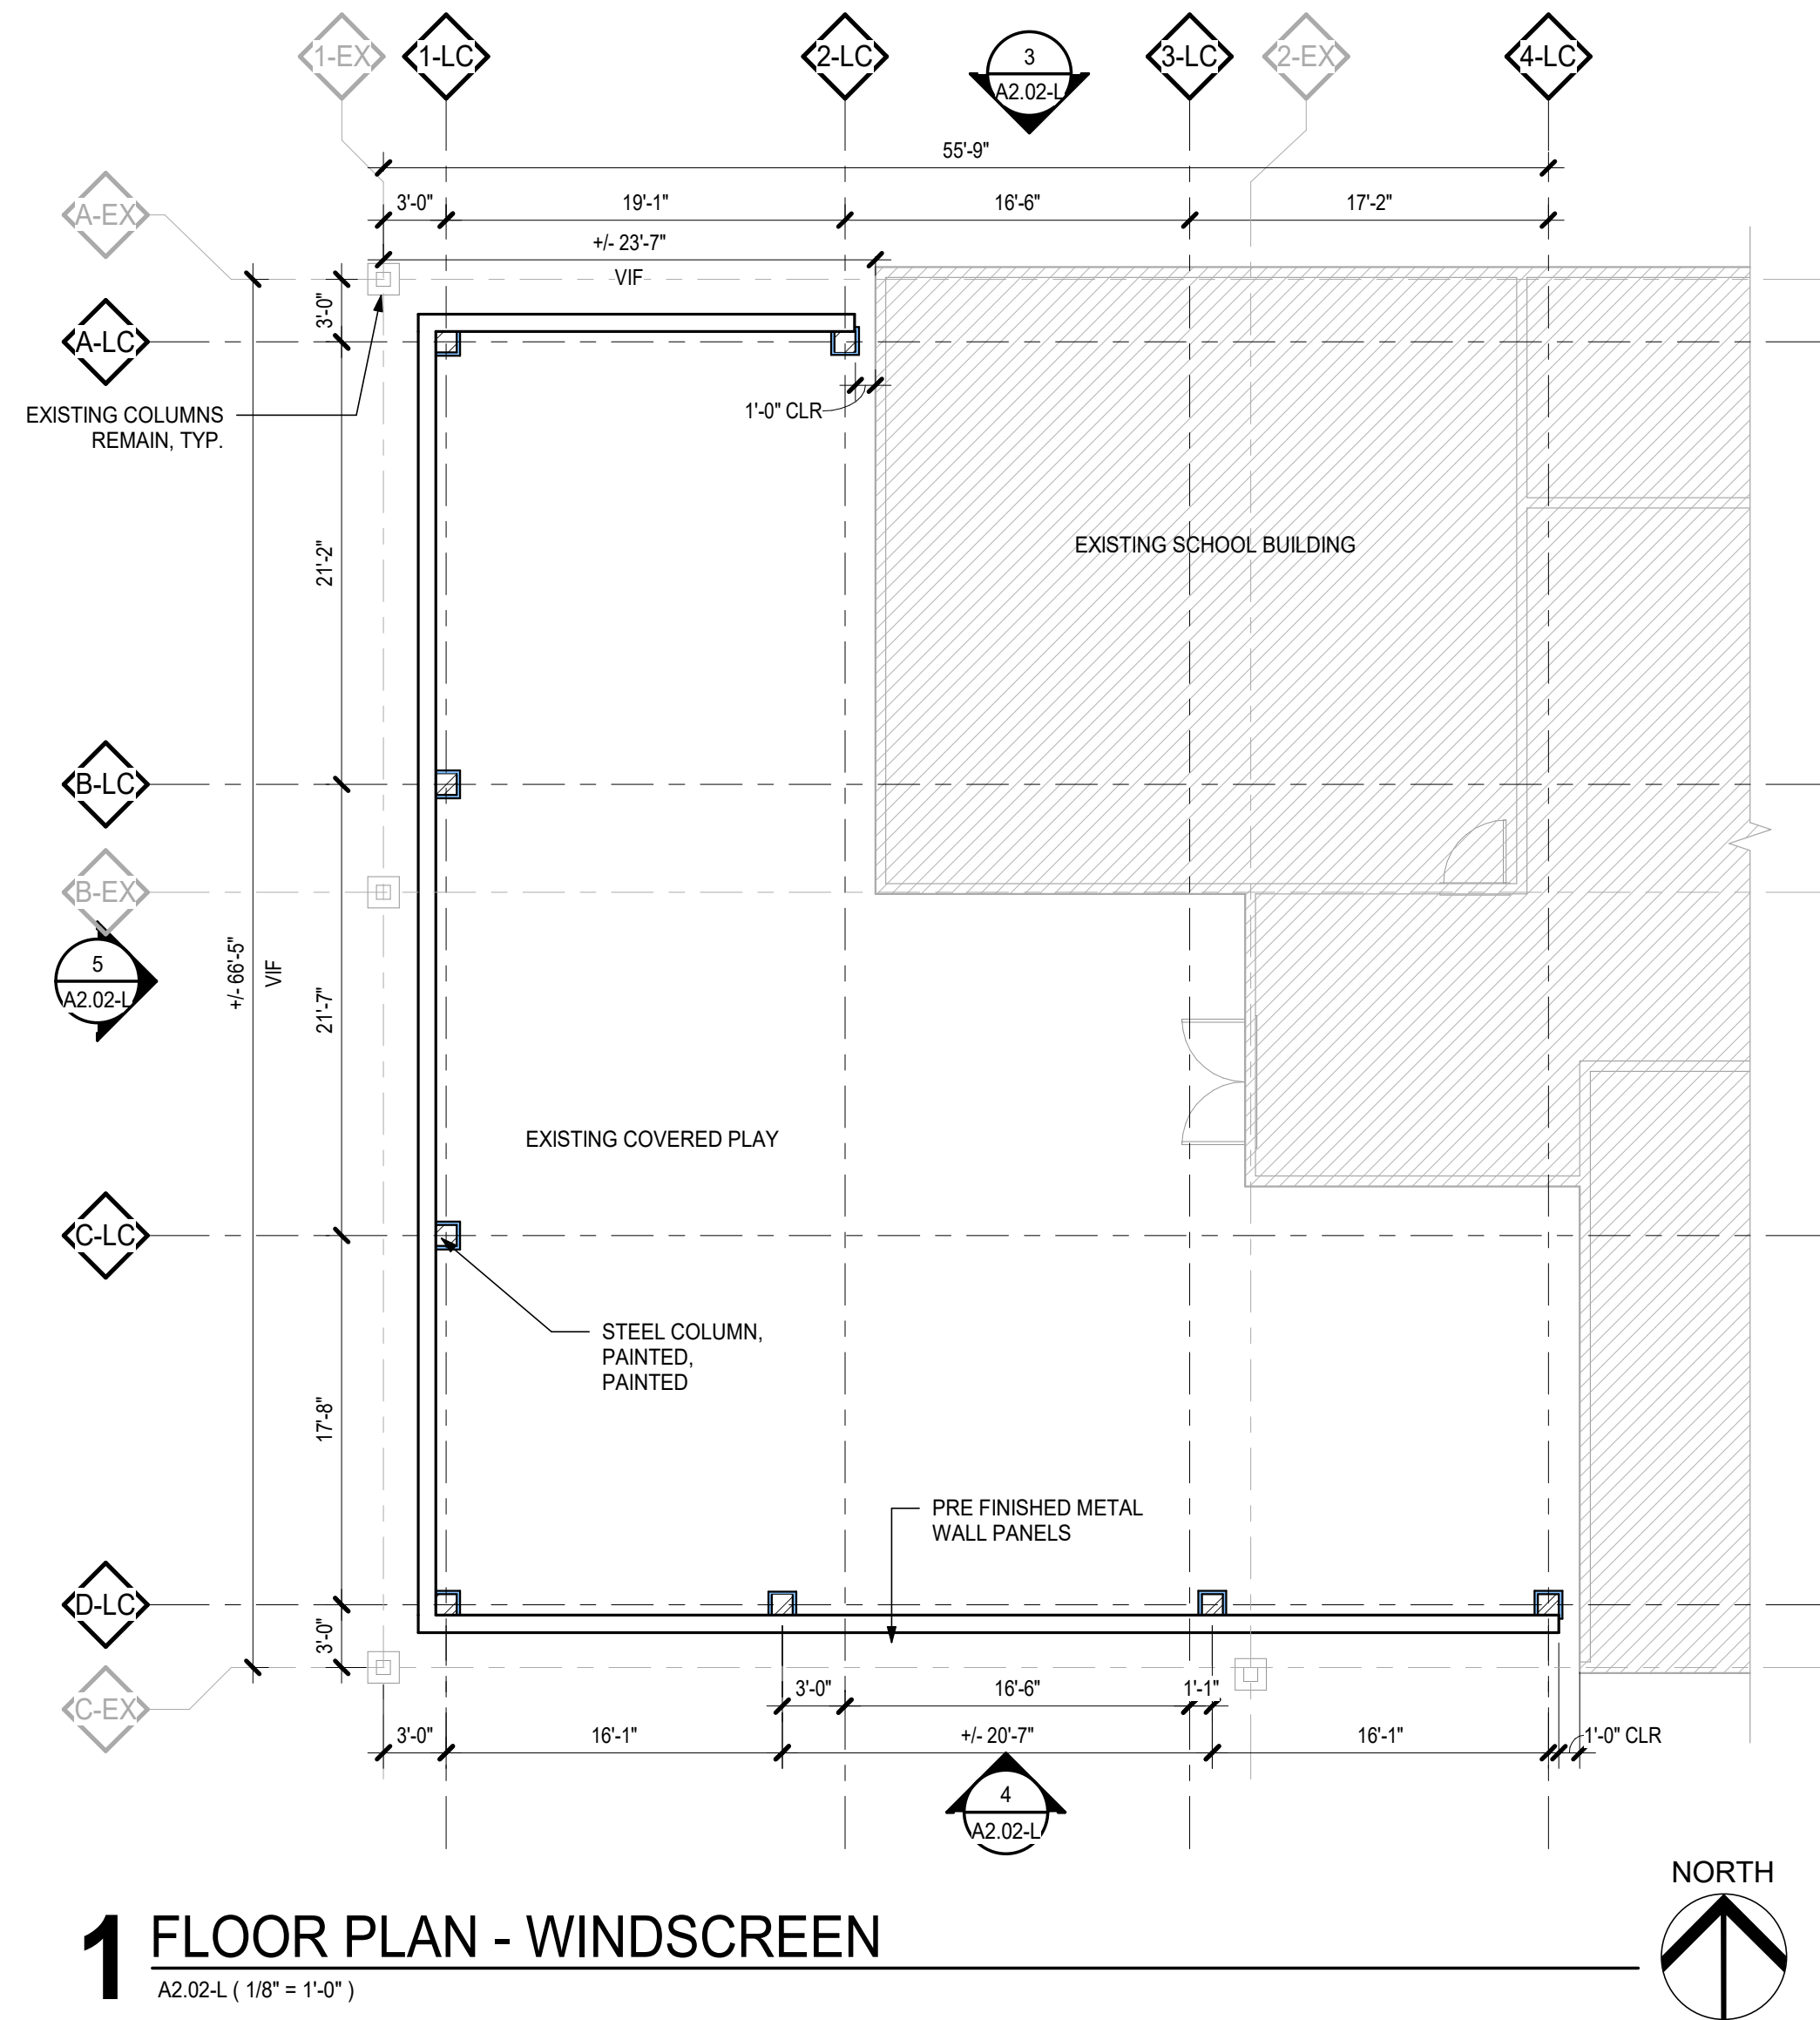 1-EX
1-LC
2-LC
3
A2.02-L
3-LC
2-EX
4-LC
55'-9"
3'-0"
19'-1"
16'-6"
17'-2"
A-EX
+/- 23'-7"
VIF
3'-0"
A-LC
EXISTING COLUMNS
REMAIN, TYP.
1'-0" CLR
21'-2"
EXISTING SCHOOL BUILDING
B-LC
B-EX
5
A2.02-L
+/- 66'-5"
VIF
21'-7"
EXISTING COVERED PLAY
C-LC
STEEL COLUMN,
PAINTED,
PAINTED
17'-8"
PRE FINISHED METAL
WALL PANELS
D-LC
3'-0"
C-EX
3'-0"
16'-6"
1'-1"
3'-0"
16'-1"
+/- 20'-7"
16'-1"
1'-0" CLR
4
A2.02-L
NORTH
1
FLOOR PLAN - WINDSCREEN
A2.02-L ( 1/8" = 1'-0" )